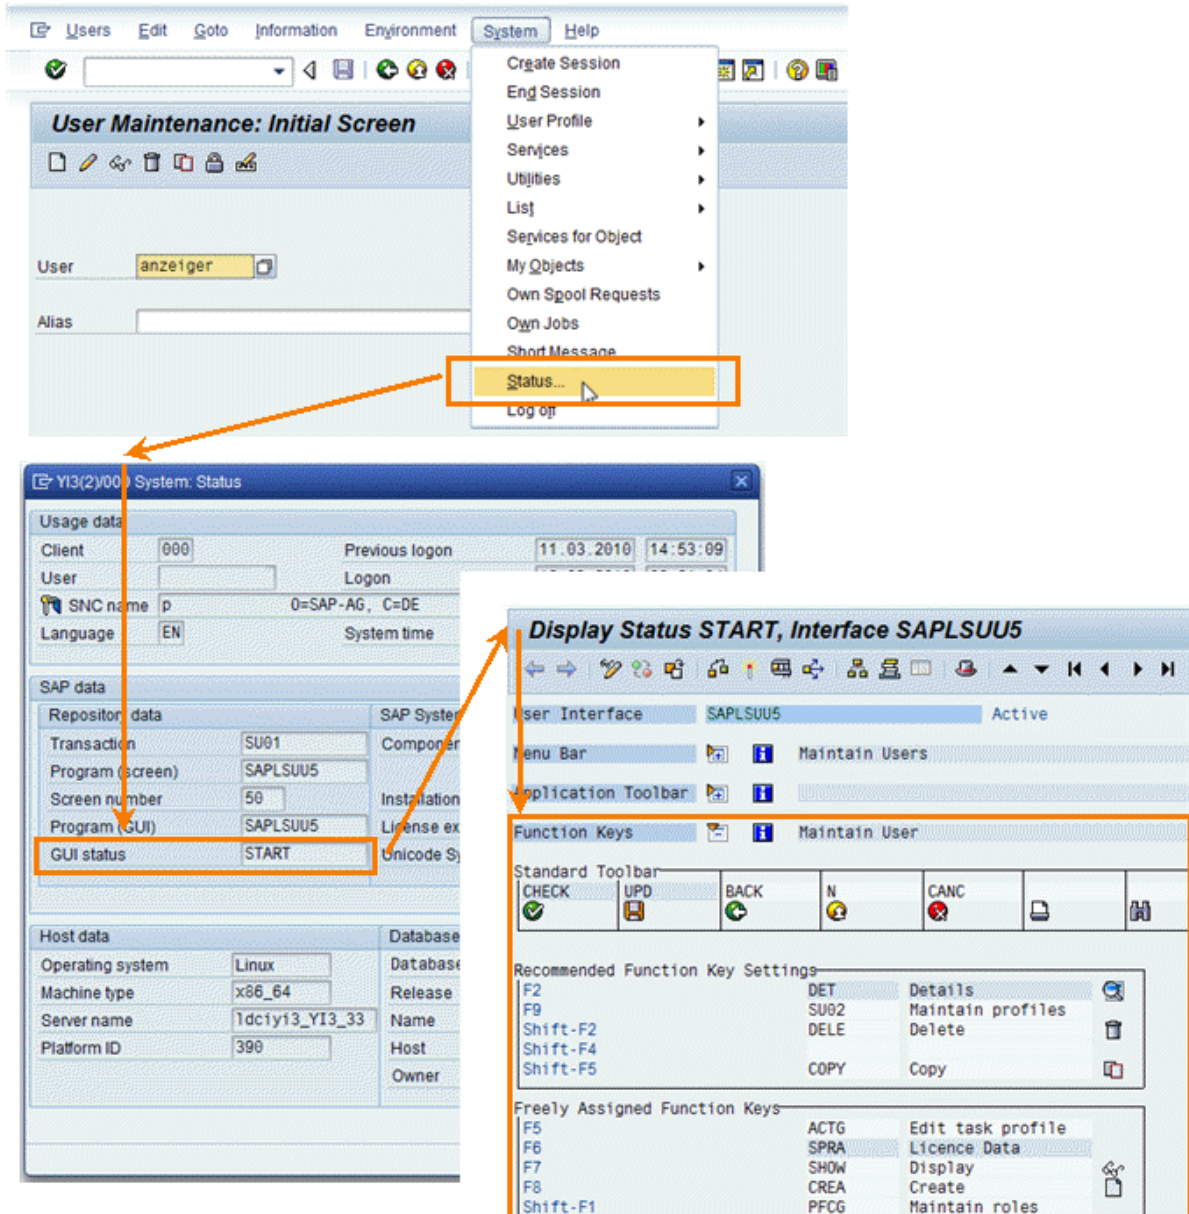 Users Edit Goto Information Environment System Help
Create Session
End Session
User Maintenance: Initial Screen
User Profile
Services
Utilities
List
Services for Object
User anzeiger
My Objects
Own Spool Requests
Alias
Own Jobs
Short Message
Status...
Log off
YI3(2)/000 System: Status
Usage data
Client 000 Previous logon 11.03.2010 14:53:09
User Logon
SNC name p O=SAP-AG, C=DE
Language EN System time
SAP data
Repository data SAP System
Transaction SU01 Component
Program (screen) SAPLSUU5
Screen number 50 Installation
Program (GUI) SAPLSUU5 License ex
GUI status START Unicode Sy
Host data Database
Operating system Linux Database
Machine type x86_64 Release
Server name ldciyi3_YI3_33 Name
Platform ID 390 Host
Owner
Display Status START, Interface SAPLSUU5
User Interface SAPLSUU5 Active
Menu Bar Maintain Users
Application Toolbar
Function Keys Maintain User
Standard Toolbar
CHECK UPD BACK N CANC
Recommended Function Key Settings
F2 DET Details
F9 SU02 Maintain profiles
Shift-F2 DELE Delete
Shift-F4
Shift-F5 COPY Copy
Freely Assigned Function Keys
F5 ACTG Edit task profile
F6 SPRA Licence Data
F7 SHOW Display
F8 CREA Create
Shift-F1 PFCG Maintain roles